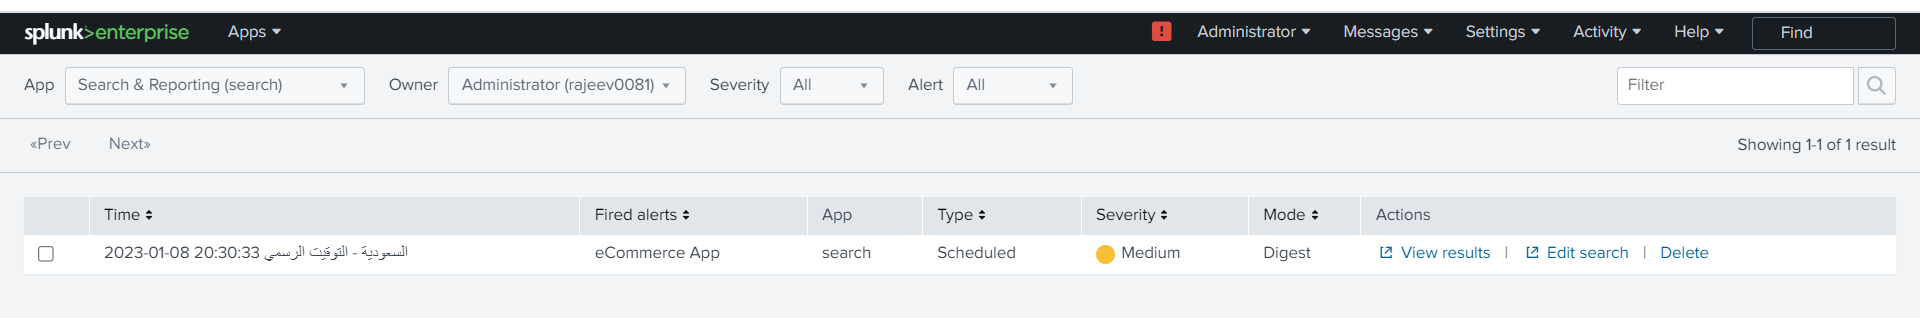 splunk>enterprise Apps ! Administrator Messages Settings Activity Help Find
App Search & Reporting (search) Owner Administrator (rajeev0081) Severity All Alert All Filter
«Prev Next» Showing 1-1 of 1 result
Time Fired alerts App Type Severity Mode Actions
2023-01-08 20:30:33 السعودية - التوقيت الرسمي eCommerce App search Scheduled Medium Digest View results | Edit search | Delete